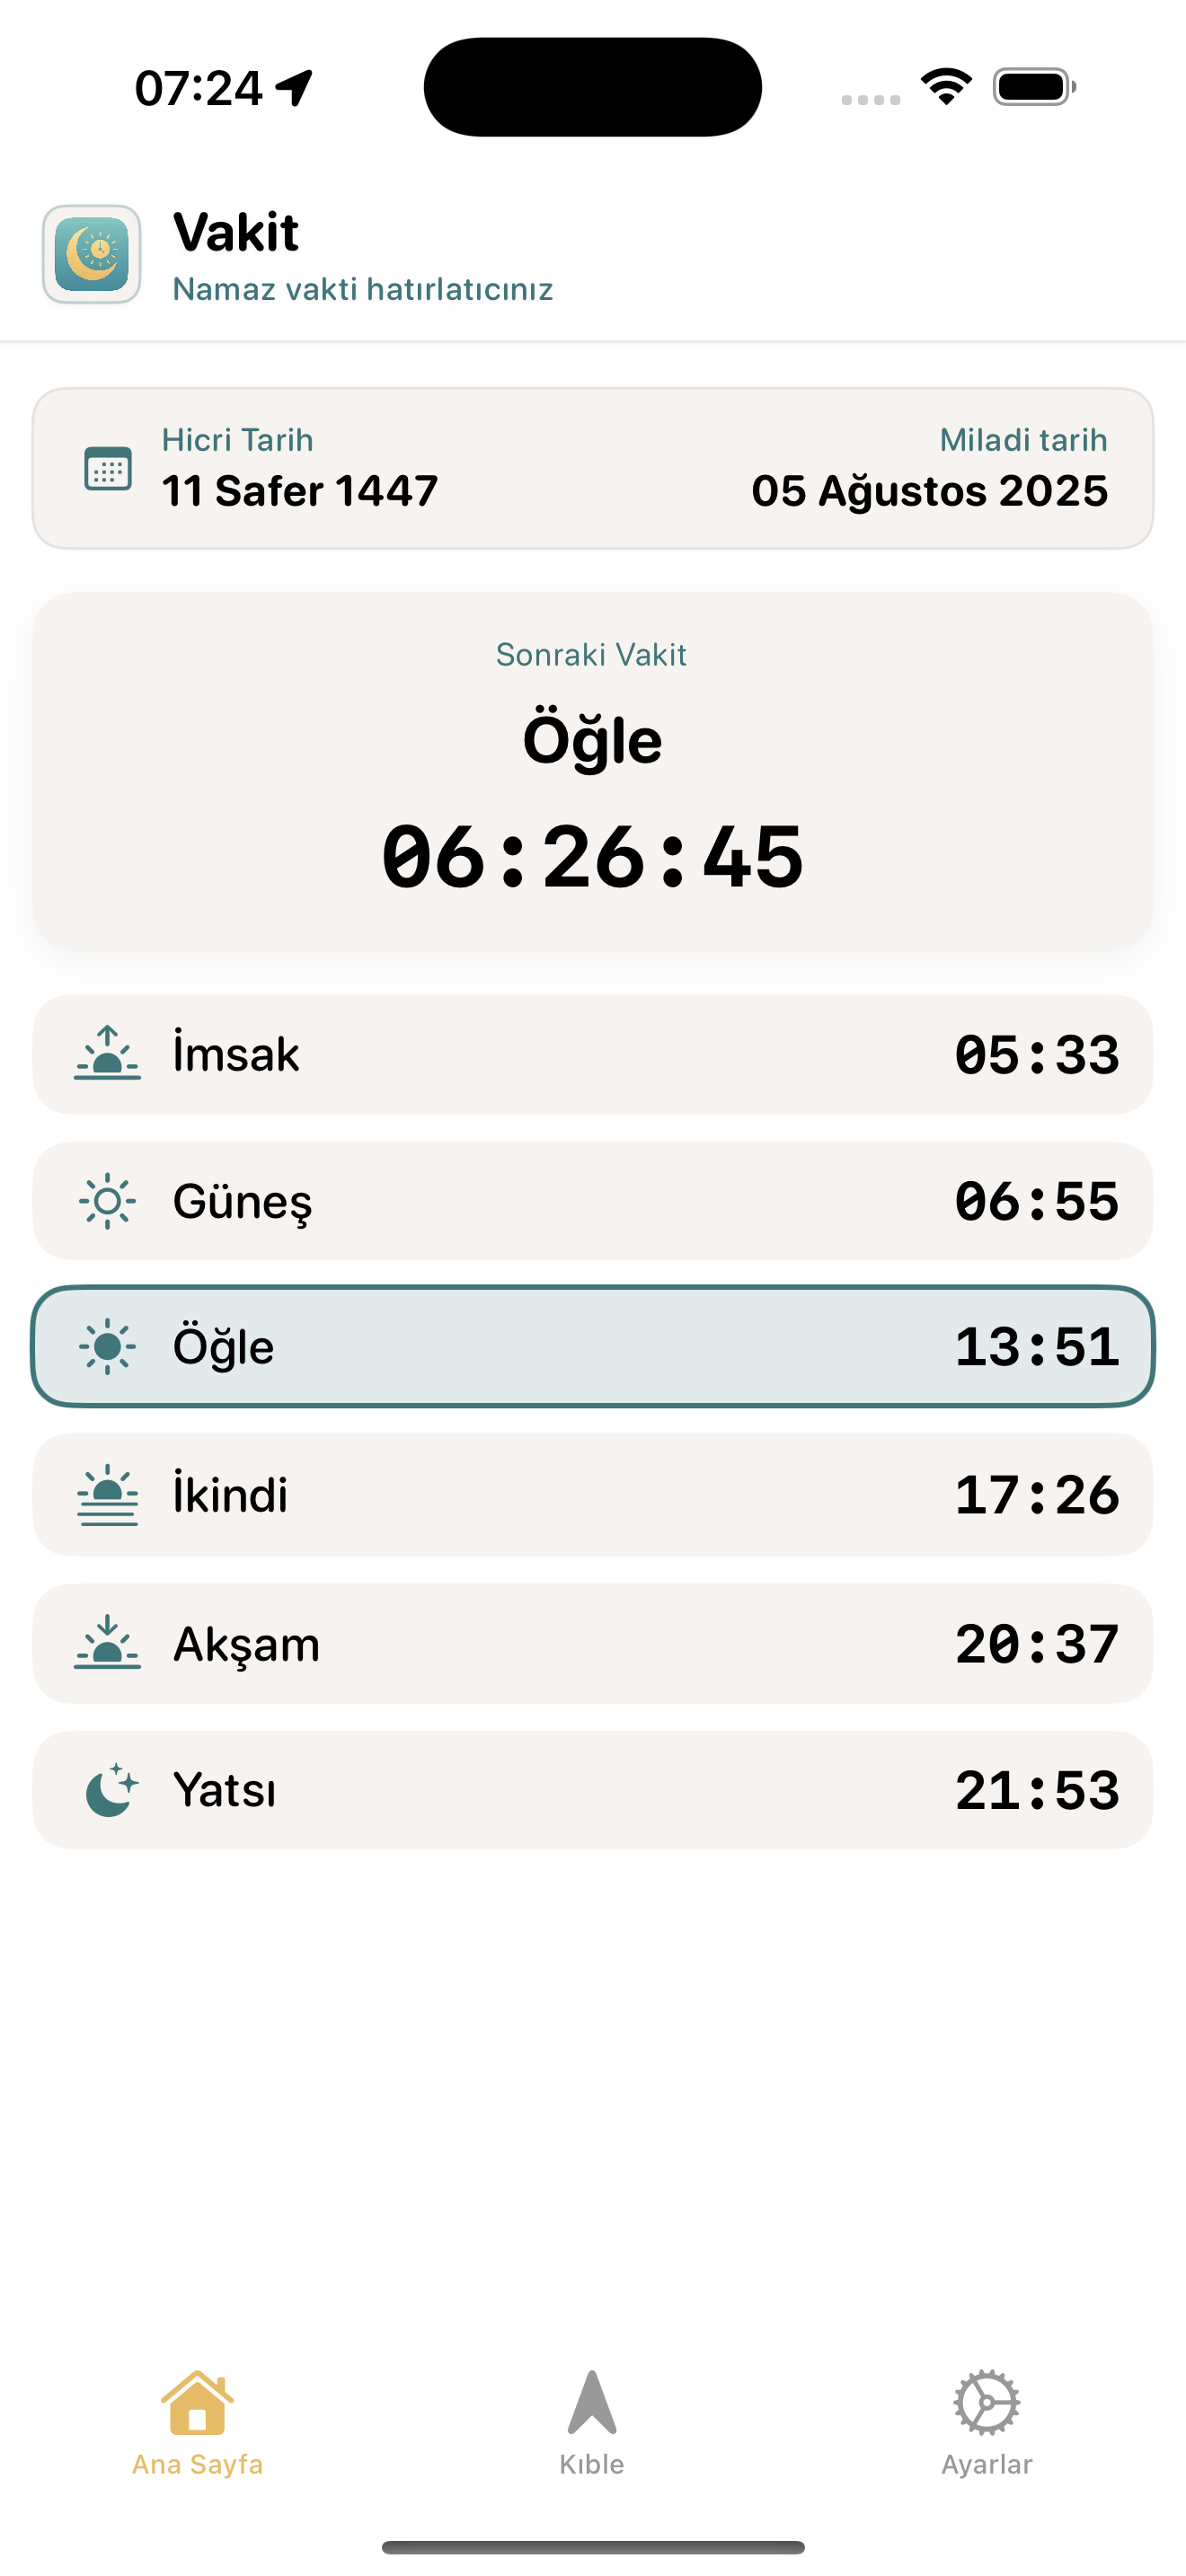 07:24
Vakit
Namaz vakti hatırlatıcınız
Hicri Tarih
11 Safer 1447
Miladi tarih
05 Ağustos 2025
Sonraki Vakit
Öğle
06:26:45
İmsak 05:33
Güneş 06:55
Öğle 13:51
İkindi 17:26
Akşam 20:37
Yatsı 21:53
Ana Sayfa Kıble Ayarlar